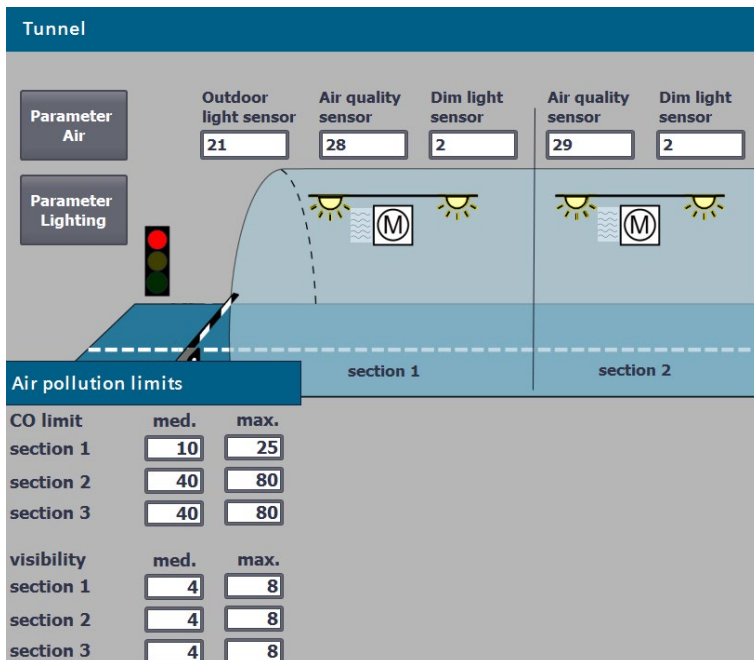 Tunnel
Parameter
Air
Parameter
Lighting
Outdoor
light sensor
21
Air quality
sensor
28
Dim light
sensor
2
Air quality
sensor
29
Dim light
sensor
2
M
M
section 1
section 2
Air pollution limits
CO limit med. max.
section 1 10 25
section 2 40 80
section 3 40 80
visibility med. max.
section 1 4 8
section 2 4 8
section 3 4 8